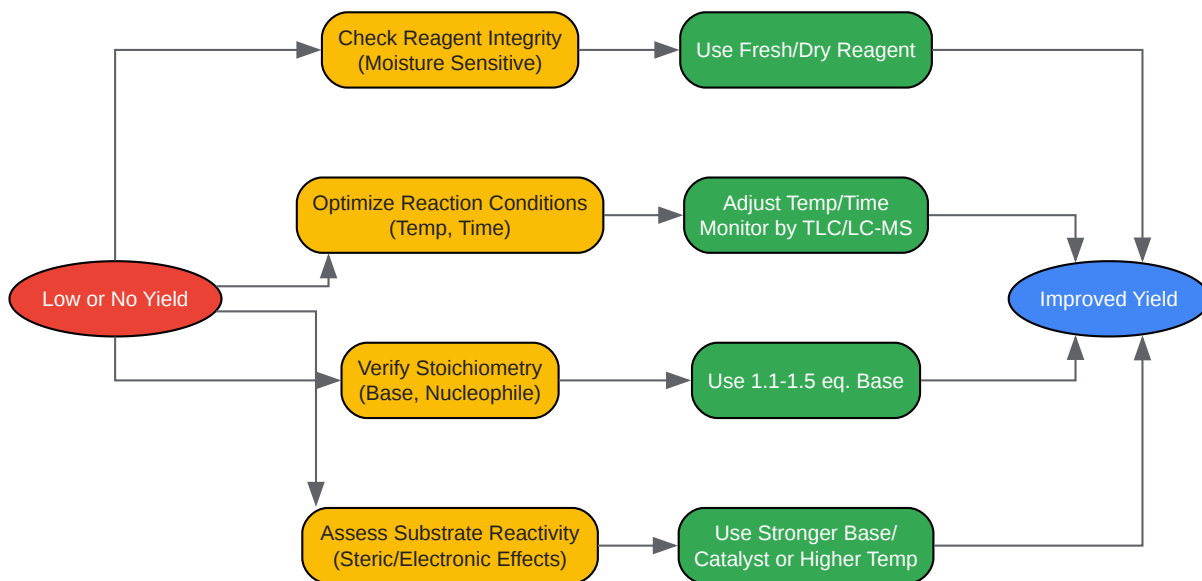 Check Reagent Integrity
(Moisture Sensitive)
Use Fresh/Dry Reagent
Optimize Reaction Conditions
(Temp, Time)
Adjust Temp/Time
Monitor by TLC/LC-MS
Low or No Yield
Improved Yield
Verify Stoichiometry
(Base, Nucleophile)
Use 1.1-1.5 eq. Base
Assess Substrate Reactivity
(Steric/Electronic Effects)
Use Stronger Base/
Catalyst or Higher Temp